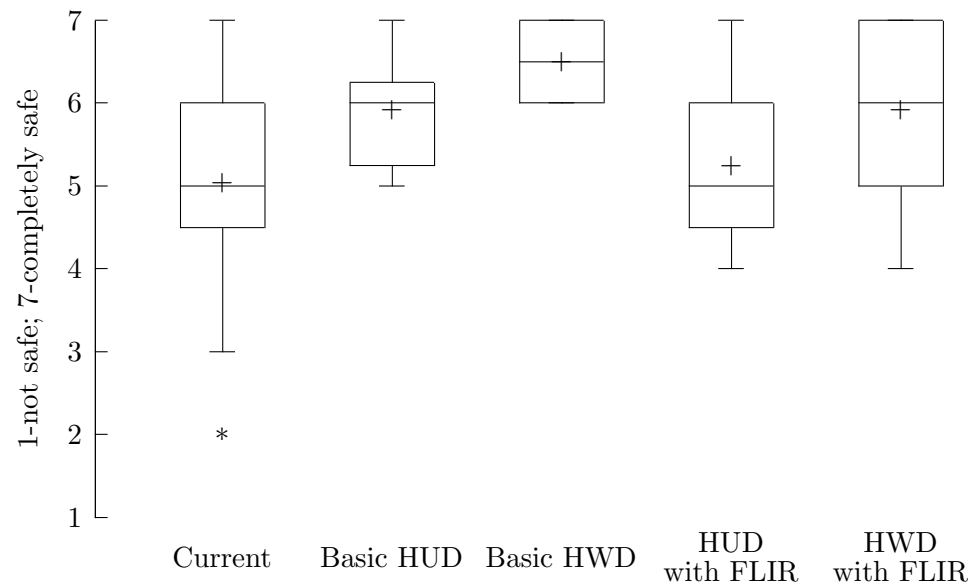 1-not safe; 7-completely safe
7
6
5
4
3
2
1
*
Current
Basic HUD
Basic HWD
HUD
with FLIR
HWD
with FLIR